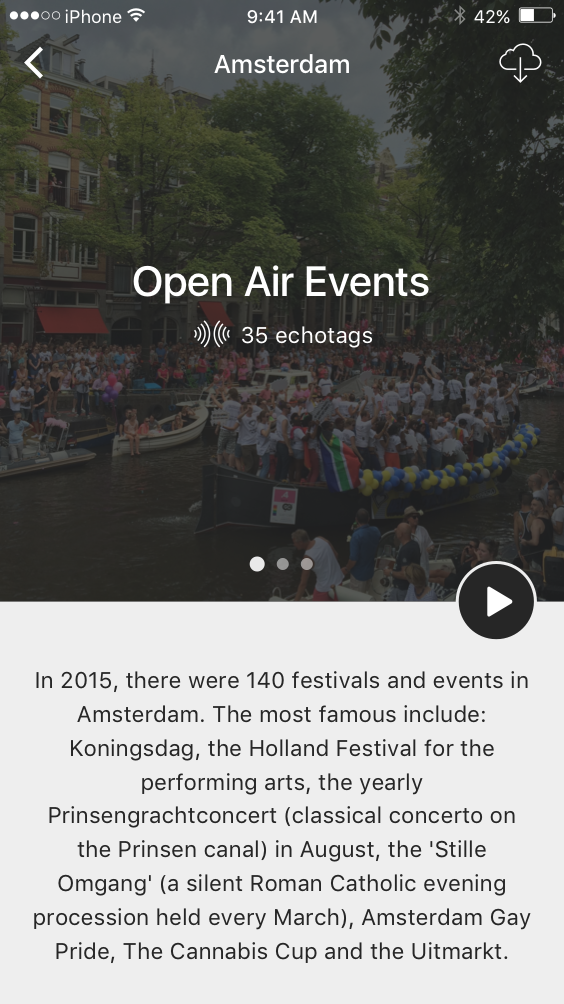 iPhone 9:41 AM 42%
Amsterdam
Open Air Events
35 echotags
In 2015, there were 140 festivals and events in
Amsterdam. The most famous include:
Koningsdag, the Holland Festival for the
performing arts, the yearly
Prinsengrachtconcert (classical concerto on
the Prinsen canal) in August, the 'Stille
Omgang' (a silent Roman Catholic evening
procession held every March), Amsterdam Gay
Pride, The Cannabis Cup and the Uitmarkt.